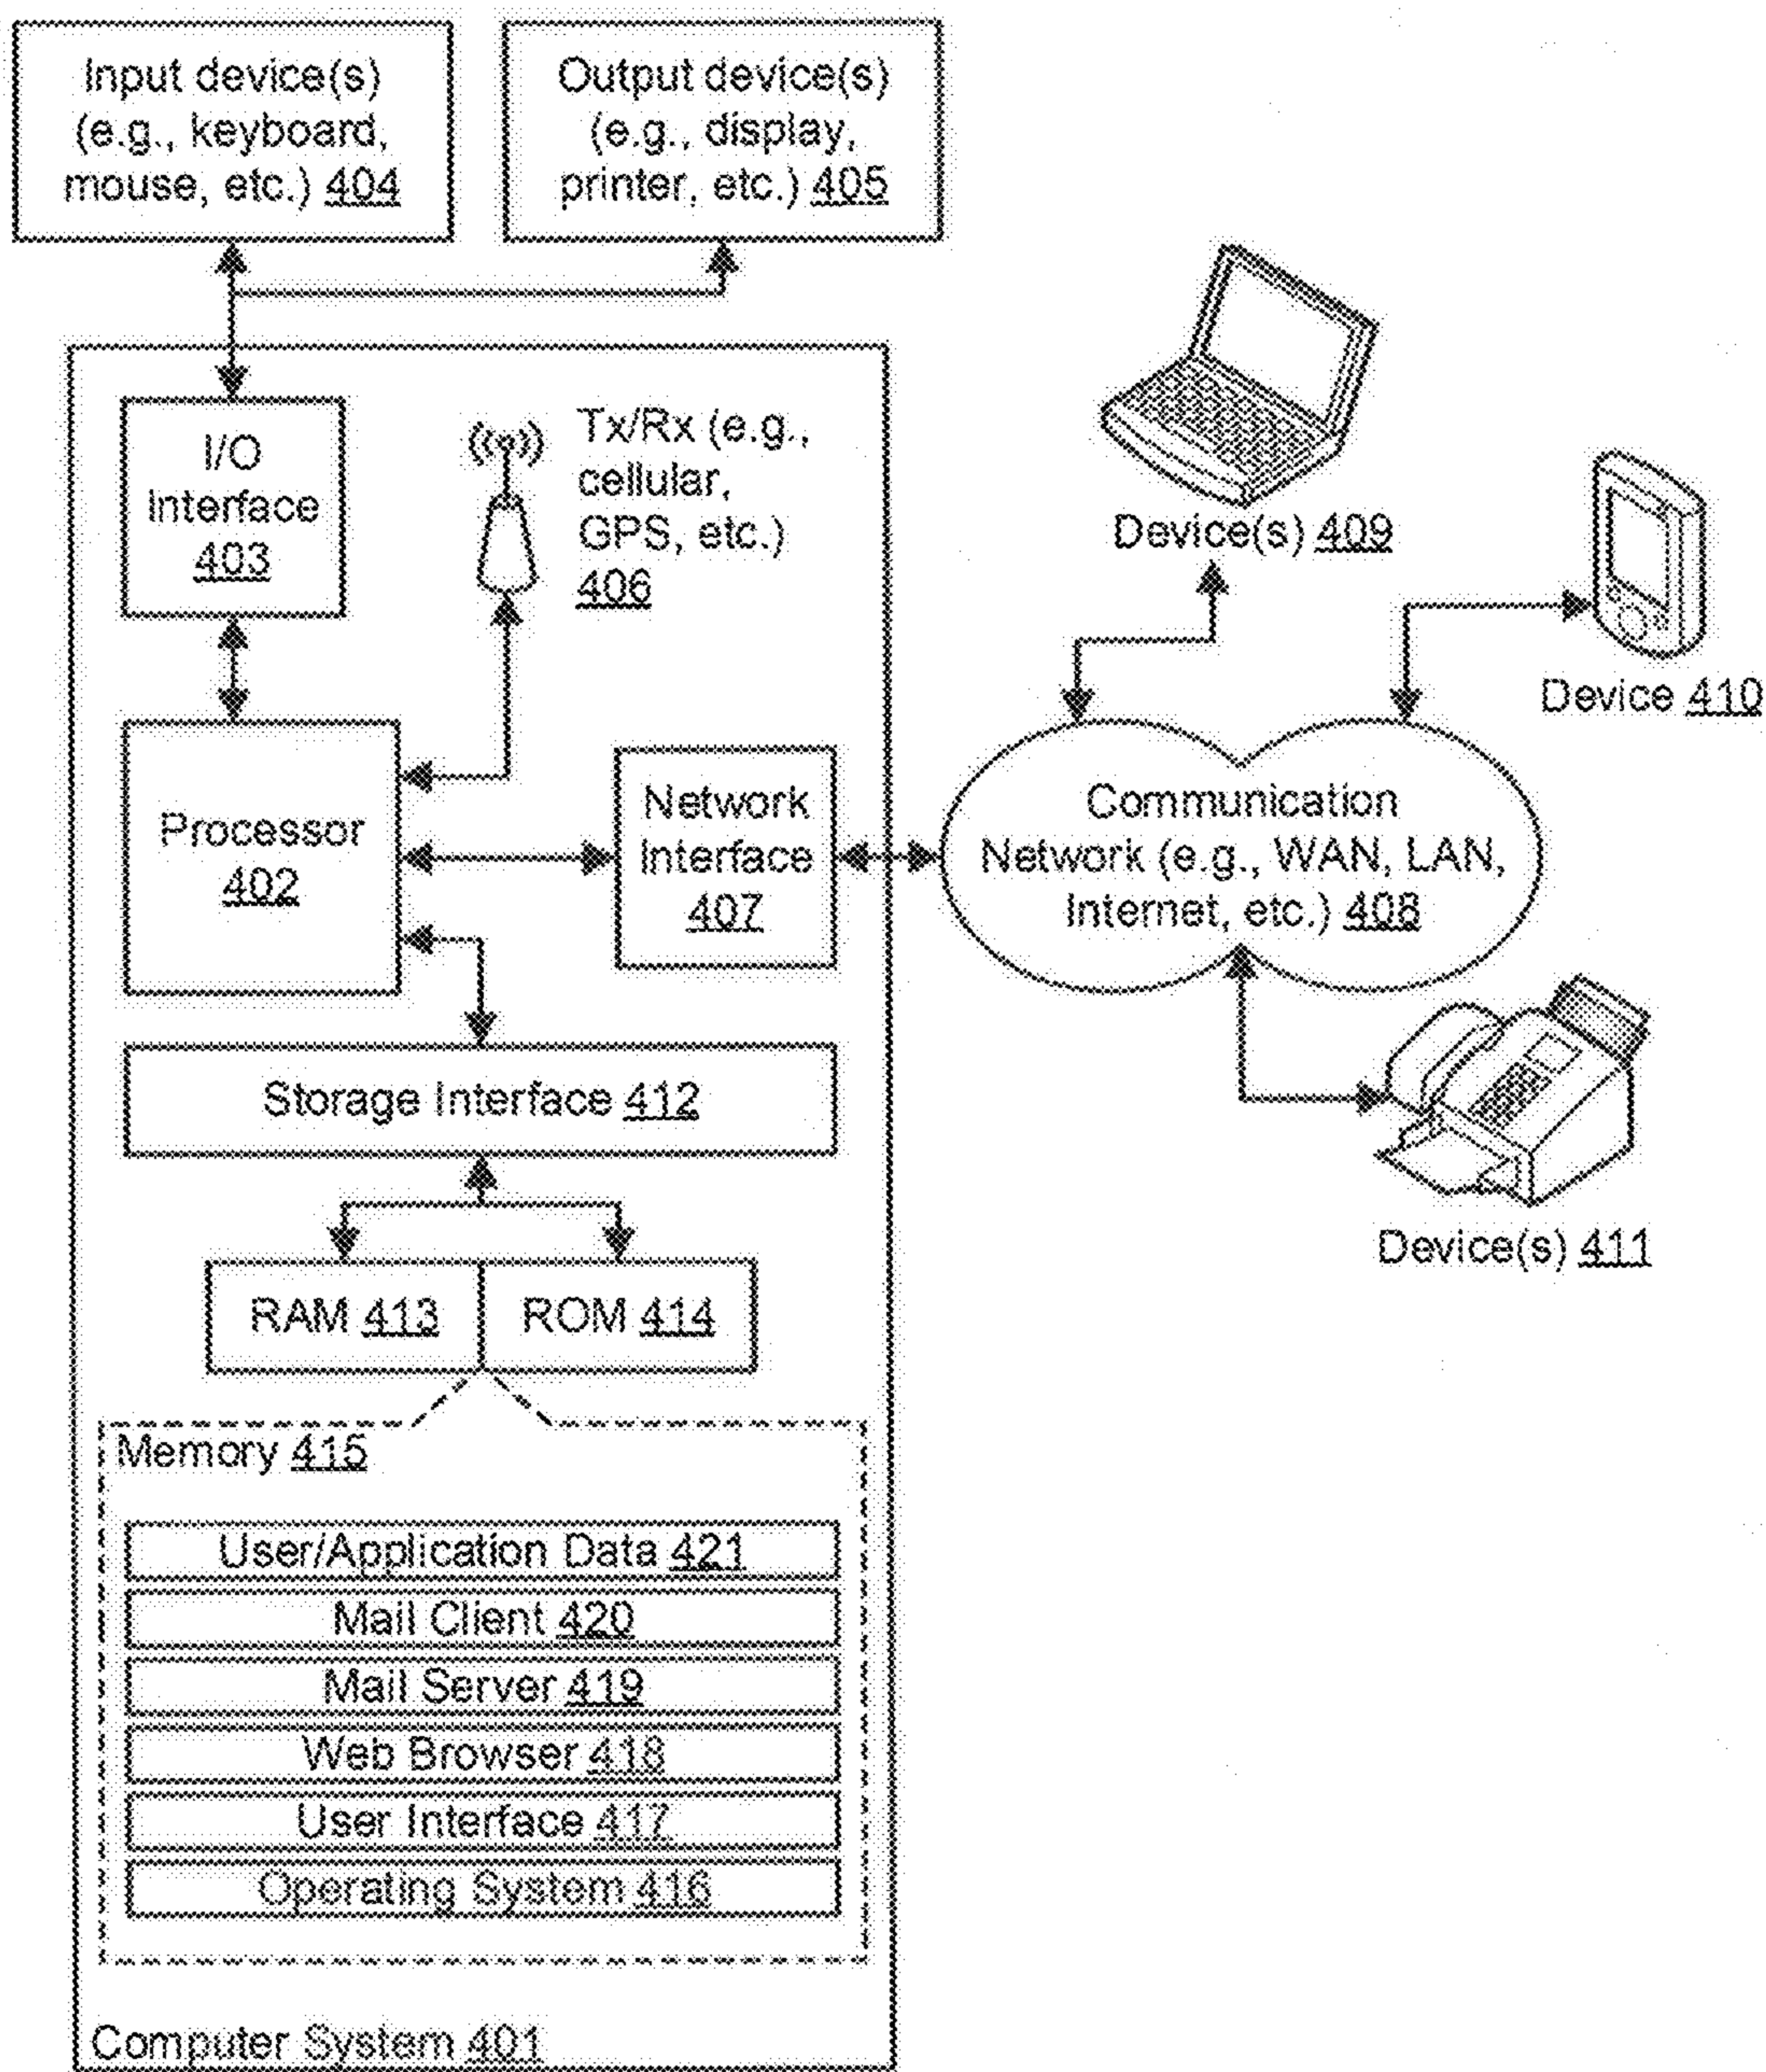 Input device(s)
(e.g., keyboard,
mouse, etc.) 404
Output device(s)
(e.g., display,
printer, etc.) 405
I/O
Interface
403
Tx/Rx (e.g.,
cellular,
GPS, etc.)
406
Device(s) 409
Device 410
Processor
402
Network
Interface
407
Communication
Network (e.g., WAN, LAN,
Internet, etc.) 408
Storage Interface 412
Device(s) 411
RAM 413
ROM 414
Memory 415
User/Application Data 421
Mail Client 420
Mail Server 419
Web Browser 418
User Interface 417
Operating System 416
Computer System 401